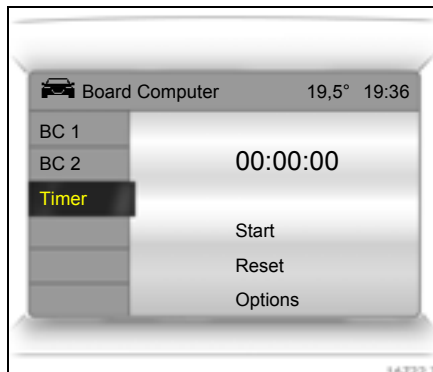 Board Computer 19,5° 19:36
BC 1
BC 2
00:00:00
Timer
Start
Reset
Options